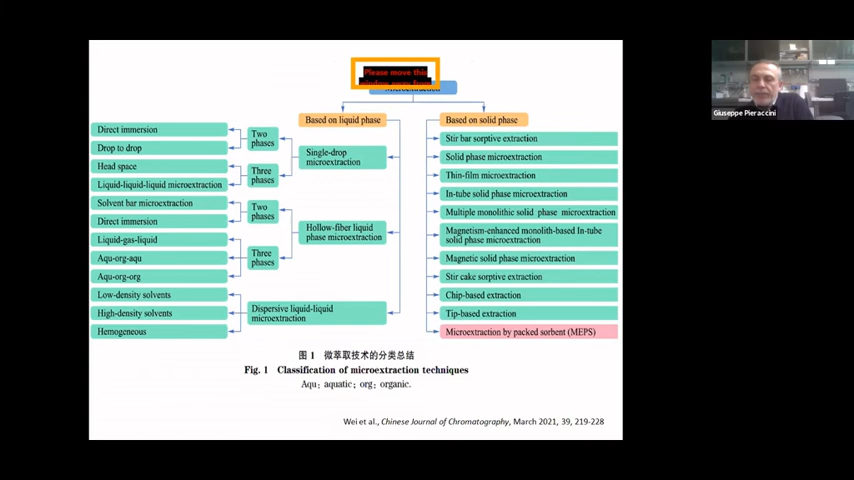 Please move this
window away from
Microextraction
Based on liquid phase
Based on solid phase
Direct immersion
Drop to drop
Head space
Liquid-liquid-liquid microextraction
Solvent bar microextraction
Direct immersion
Liquid-gas-liquid
Aqu-org-aqu
Aqu-org-org
Low-density solvents
High-density solvents
Hemogeneous
Two
phases
Three
phases
Two
phases
Three
phases
Single-drop
microextraction
Hollow-fiber liquid
phase microextraction
Dispersive liquid-liquid
microextraction
Stir bar sorptive extraction
Solid phase microextraction
Thin-film microextraction
In-tube solid phase microextraction
Multiple monolithic solid phase microextraction
Magnetism-enhanced monolith-based In-tube
solid phase microextraction
Magnetic solid phase microextraction
Stir cake sorptive extraction
Chip-based extraction
Tip-based extraction
Microextraction by packed sorbent (MEPS)
图 1 微萃取技术的分类总结
Fig. 1 Classification of microextraction techniques
Aqu: aquatic; org: organic.
Wei et al., Chinese Journal of Chromatography, March 2021, 39, 219-228
Giuseppe Pieraccini